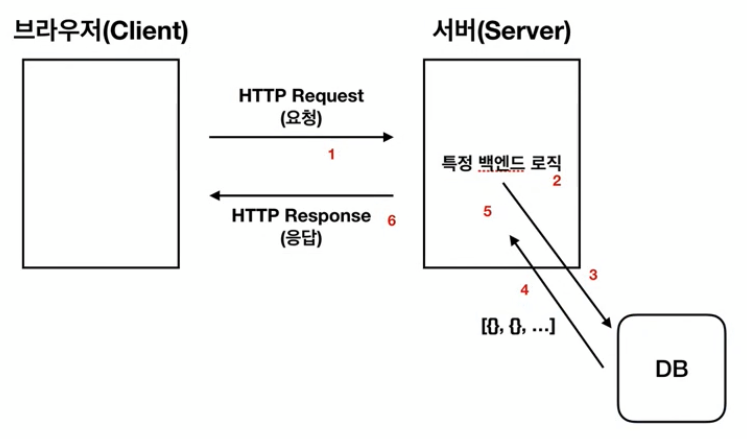 브라우저(Client)
서버(Server)
HTTP Request
(요청)
1
특정 백엔드 로직
2
HTTP Response
(응답)
6
5
3
4
[{}, {}, ...]
DB